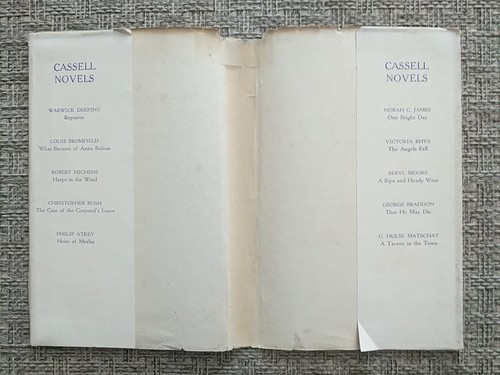 CASSELL
NOVELS
WARWICK DEEPING
Reprieve
LOUIS BROMFIELD
What Became of Anna Bolton
ROBERT HICHENS
Harps in the Wind
CHRISTOPHER BUSH
The Case of the Corporal's Leave
PHILIP ATKEY
Heirs of Merlin
CASSELL
NOVELS
NORAH C. JAMES
One Bright Day
VICTORIA RHYS
The Angels Fall
BERYL MOORE
A Ripe and Heady Wine
GEORGE BRADDON
That He May Die
C. HULSE MATSCHAT
A Tavern in the Town